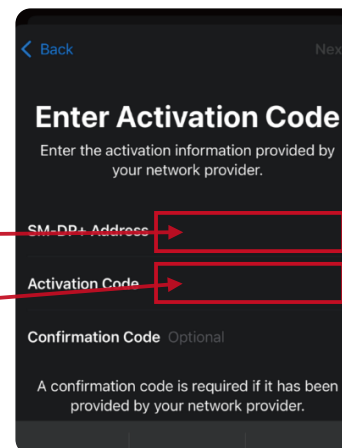 Back Nex
Enter Activation Code
Enter the activation information provided by
your network provider.
SM-DP+ Address
Activation Code
Confirmation Code Optional
A confirmation code is required if it has been
provided by your network provider.